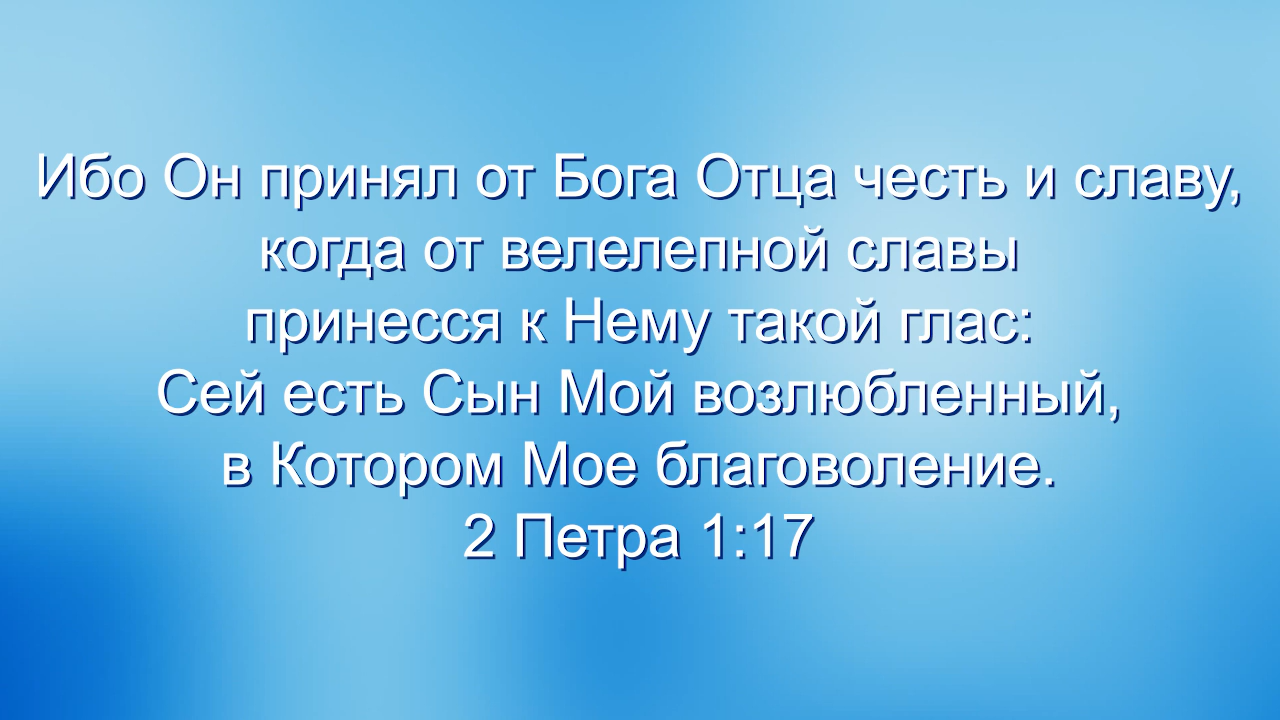 Ибо Он принял от Бога Отца честь и славу,
когда от велелепной славы
принесся к Нему такой глас:
Сей есть Сын Мой возлюбленный,
в Котором Мое благоволение.
2 Петра 1:17